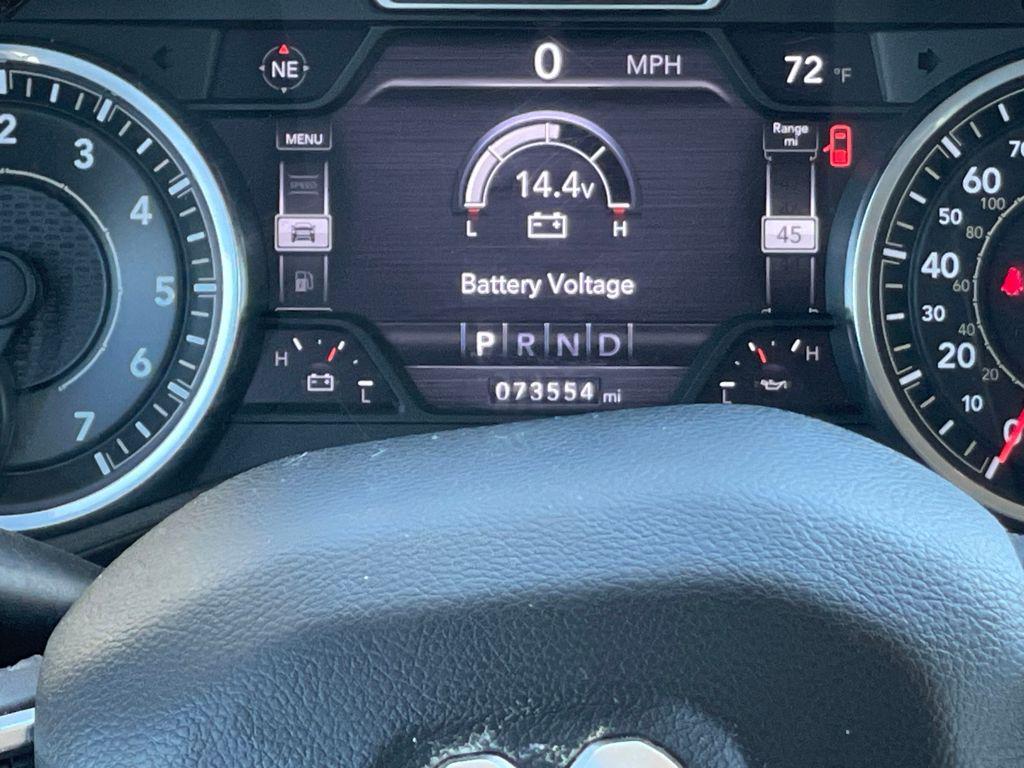 0 MPH
NE
72 °F
MENU
Range
mi
SPEED
14.4v
L H
45
Battery Voltage
P R N D
H L
073554 mi
L H
2
3
4
5
6
7
70
60
100
50
80
40
60
30
40
20
20
10
0